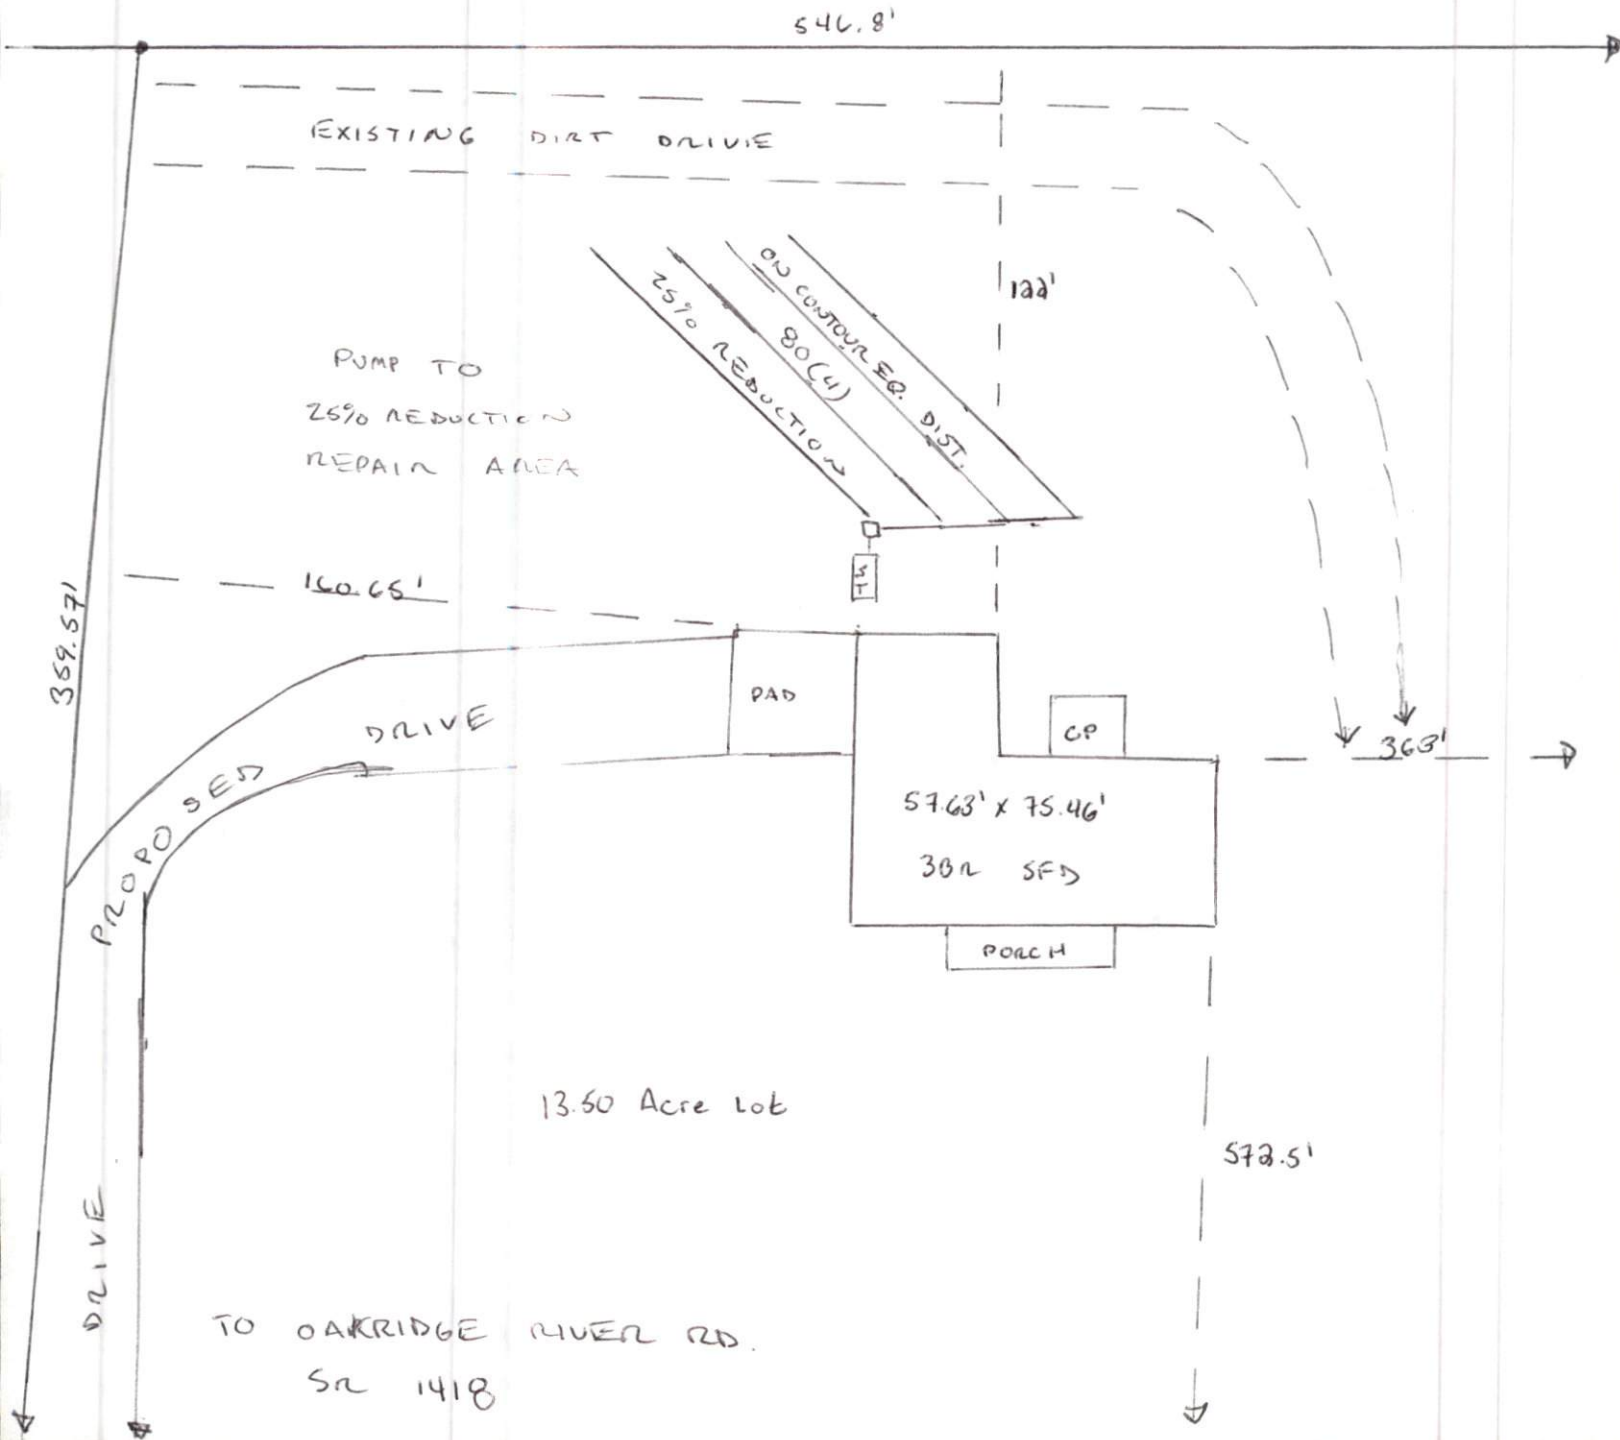 546.8'
EXISTING DIRT DRIVE
122'
ON CONTOUR EQ. DIST.
80(4)
25% REDUCTION
PUMP TO
25% REDUCTION
REPAIR AREA
ST
160.65'
359.57'
PAD
CP
363'
PROPOSED DRIVE
57.63' x 75.46'
3BR SFD
PORCH
13.50 Acre Lot
572.5'
DRIVE
TO OAKRIDGE RIVER RD.
SR 1418